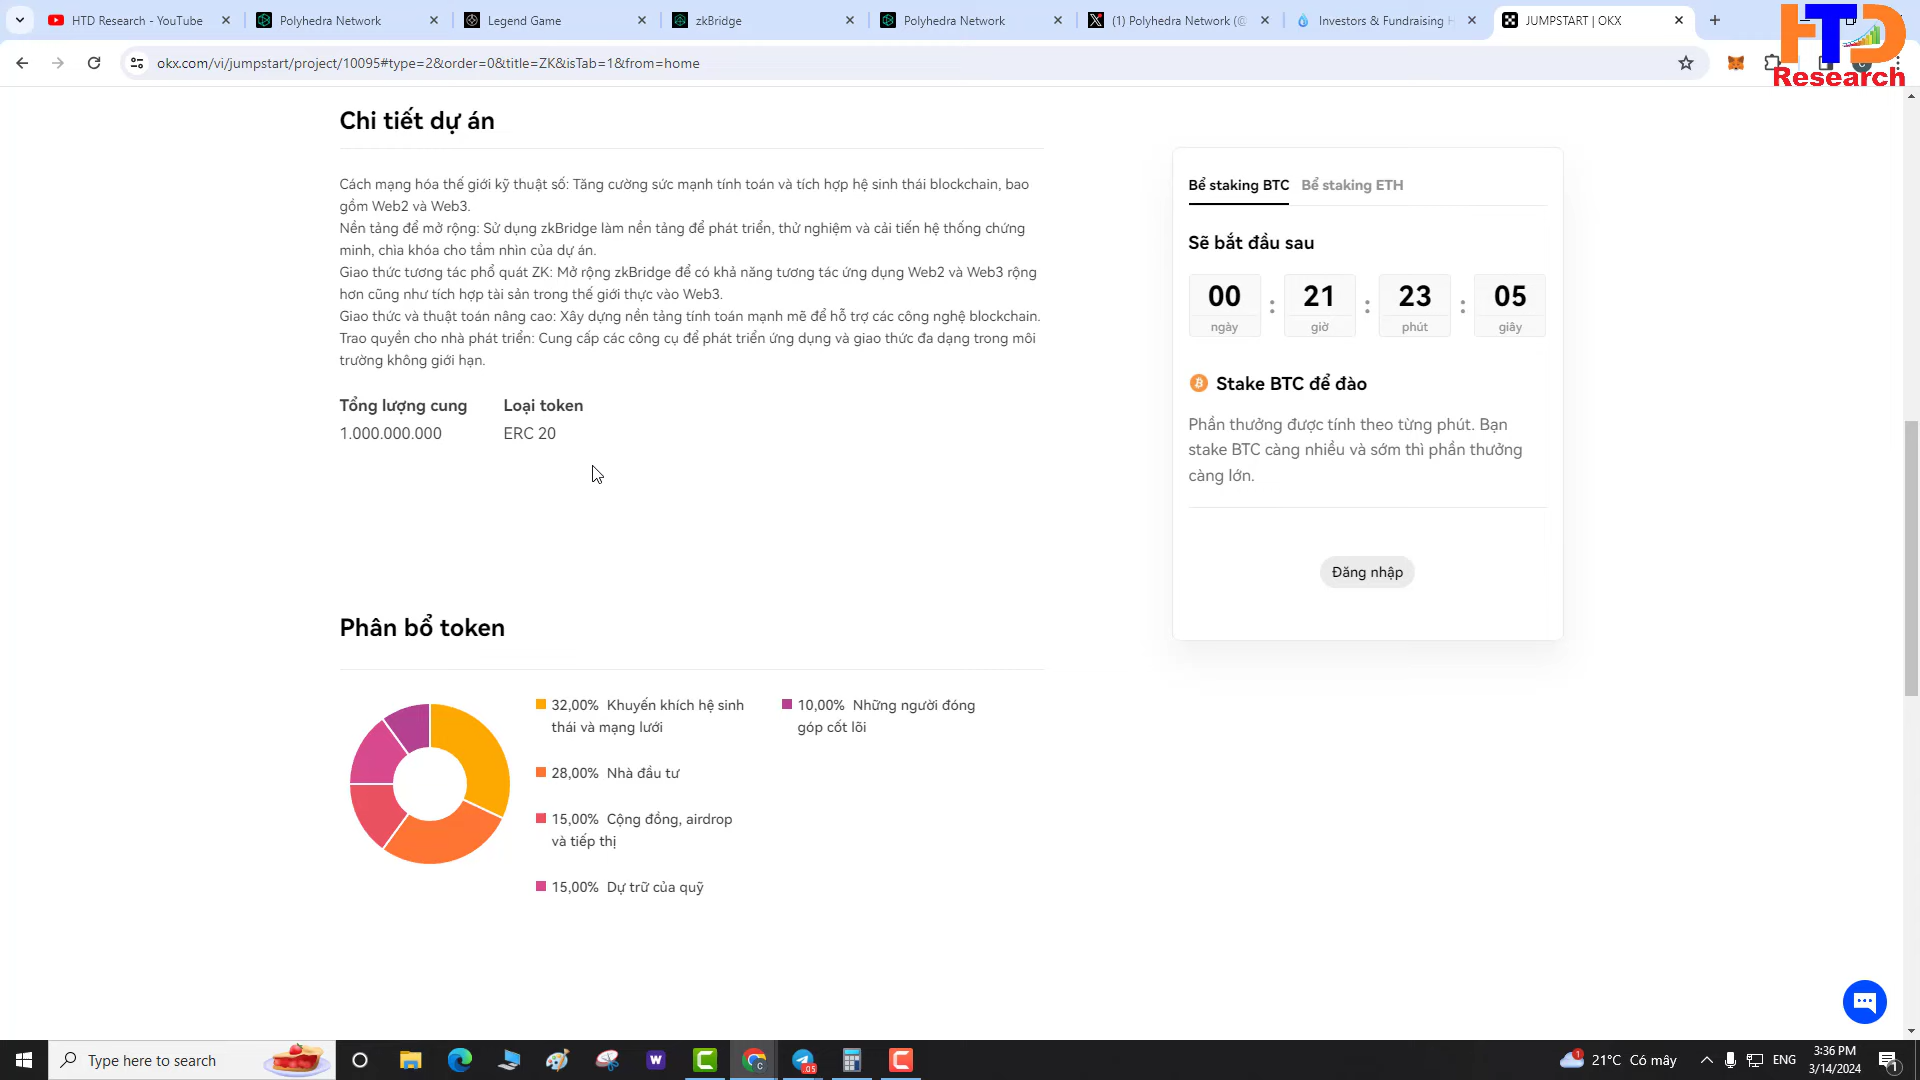 HTD Research - YouTube
Polyhedra Network
Legend Game
zkBridge
Polyhedra Network
(1) Polyhedra Network (@
Investors & Fundraising
JUMPSTART | OKX
HTD
Research
okx.com/vi/jumpstart/project/10095#type=2&order=0&title=ZK&isTab=1&from=home
Chi tiết dự án
Cách mạng hóa thế giới kỹ thuật số: Tăng cường sức mạnh tính toán và tích hợp hệ sinh thái blockchain, bao
gồm Web2 và Web3.
Nền tảng để mở rộng: Sử dụng zkBridge làm nền tảng để phát triển, thử nghiệm và cải tiến hệ thống chứng
minh, chìa khóa cho tầm nhìn của dự án.
Giao thức tương tác phổ quát ZK: Mở rộng zkBridge để có khả năng tương tác ứng dụng Web2 và Web3 rộng
hơn cũng như tích hợp tài sản trong thế giới thực vào Web3.
Giao thức và thuật toán nâng cao: Xây dựng nền tảng tính toán mạnh mẽ để hỗ trợ các công nghệ blockchain.
Trao quyền cho nhà phát triển: Cung cấp các công cụ để phát triển ứng dụng và giao thức đa dạng trong môi
trường không giới hạn.
Tổng lượng cung
Loại token
1.000.000.000
ERC 20
Bể staking BTC
Bể staking ETH
Sẽ bắt đầu sau
00 : 21 : 23 : 05
ngày
giờ
phút
giây
Stake BTC để đào
Phần thưởng được tính theo từng phút. Bạn
stake BTC càng nhiều và sớm thì phần thưởng
càng lớn.
Đăng nhập
Phân bổ token
32,00% Khuyến khích hệ sinh
thái và mạng lưới
28,00% Nhà đầu tư
15,00% Cộng đồng, airdrop
và tiếp thị
15,00% Dự trữ của quỹ
10,00% Những người đóng
góp cốt lõi
Type here to search
21°C Có mây
ENG
3:36 PM
3/14/2024